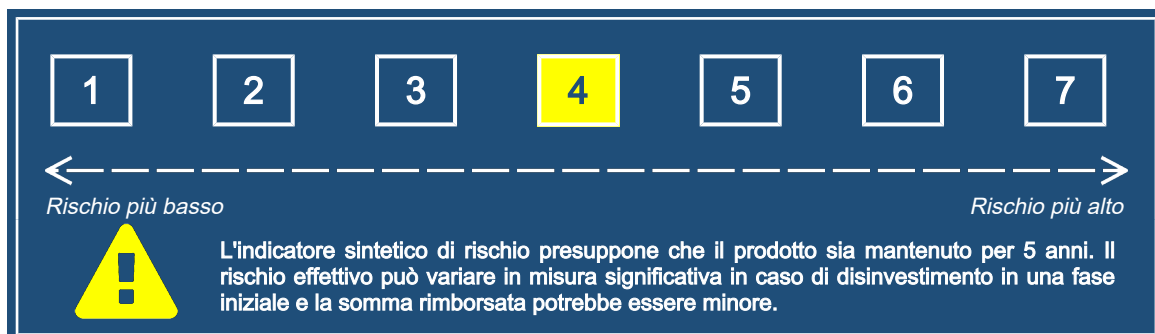 1 2 3 4 5 6 7
Rischio più basso Rischio più alto
L'indicatore sintetico di rischio presuppone che il prodotto sia mantenuto per 5 anni. Il
rischio effettivo può variare in misura significativa in caso di disinvestimento in una fase
iniziale e la somma rimborsata potrebbe essere minore.